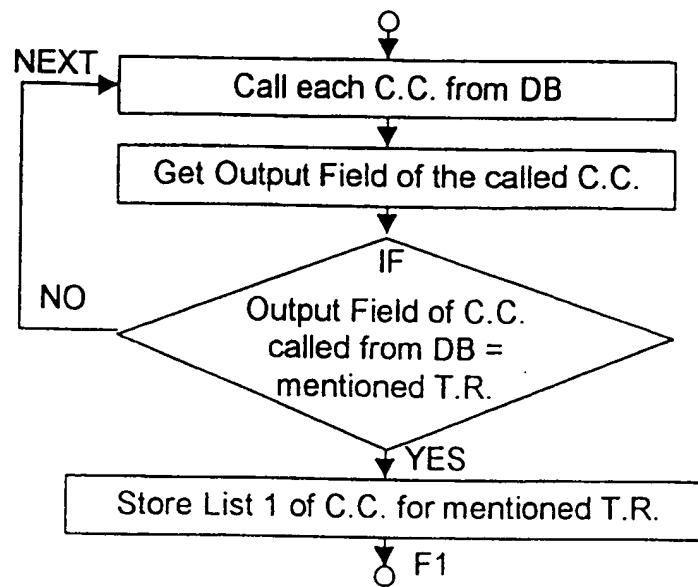 NEXT
Call each C.C. from DB
Get Output Field of the called C.C.
IF
NO
Output Field of C.C.
called from DB =
mentioned T.R.
YES
Store List 1 of C.C. for mentioned T.R.
F1